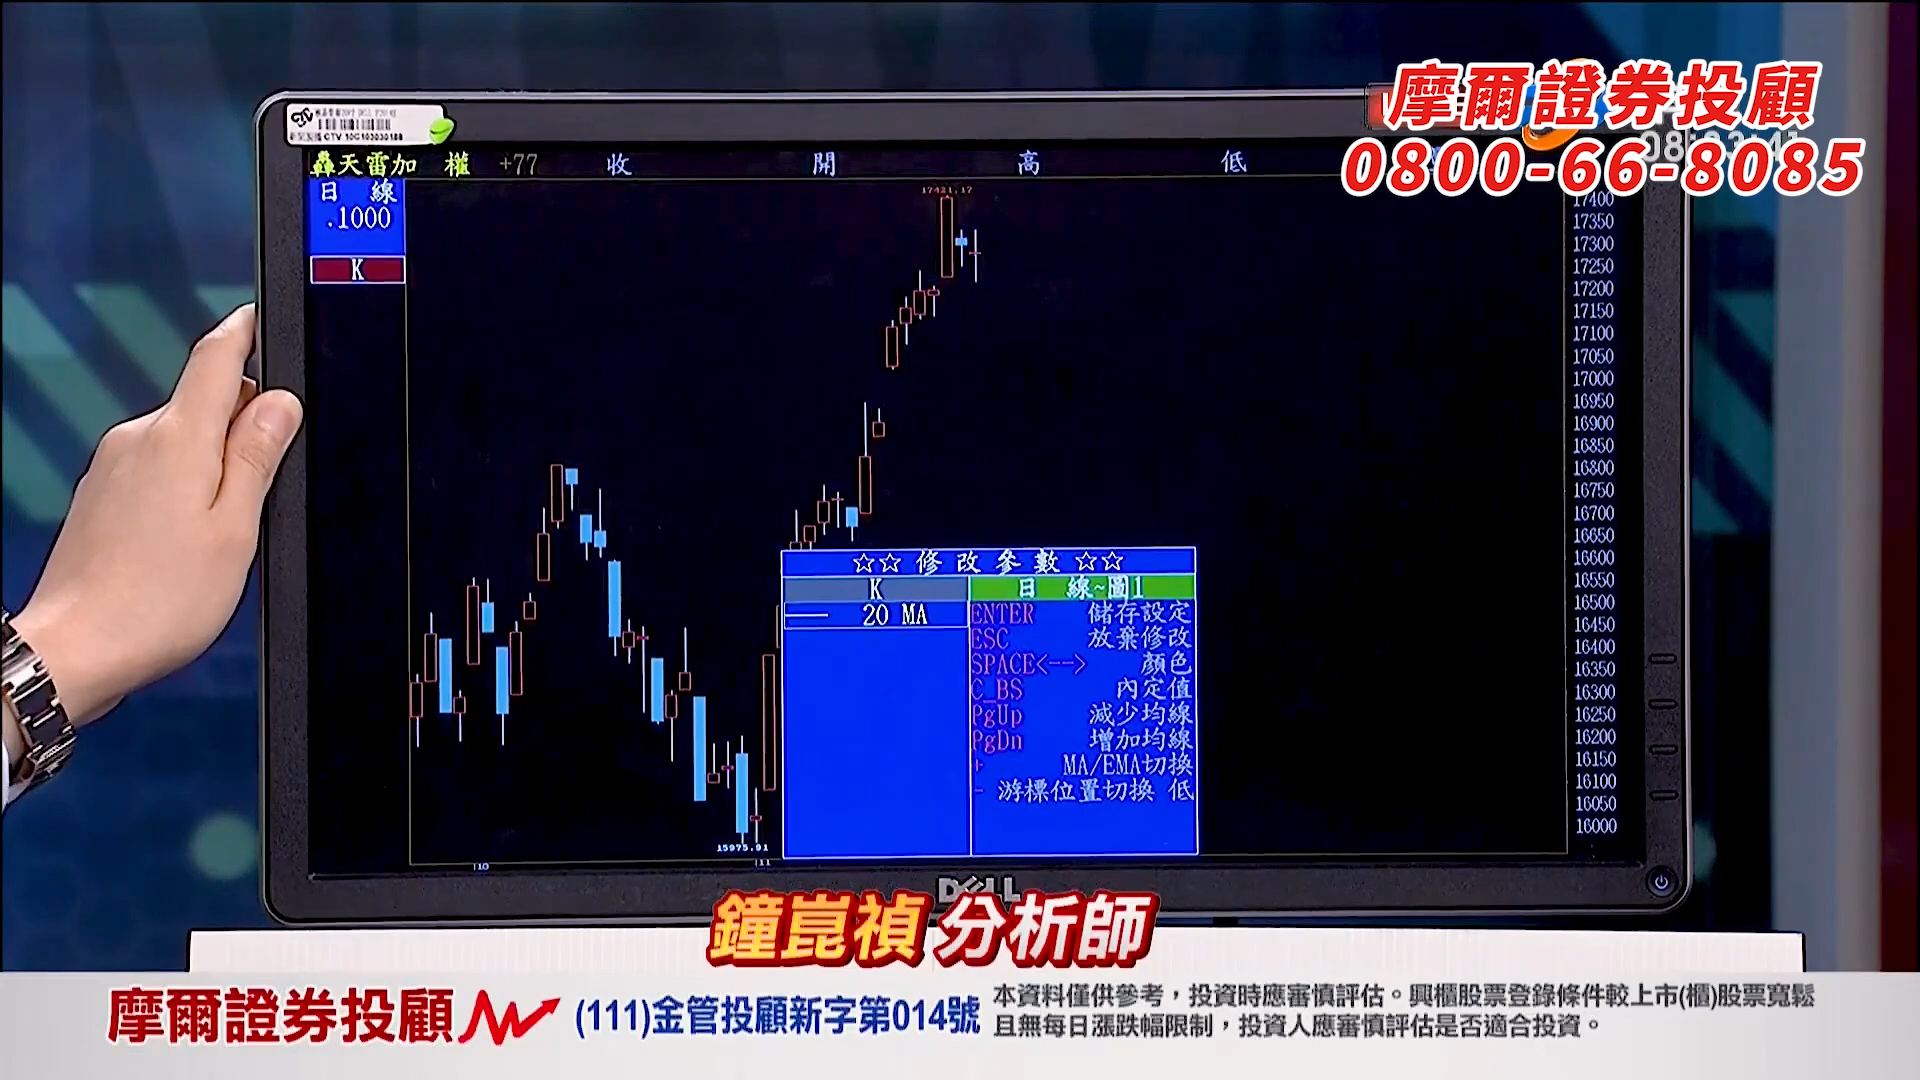 摩爾證券投顧
0800-66-8085
CTV 10C103030188
轟天雷加 權 +77 收 開 高 低
日 線
.1000
K
17421.17
17400
17350
17300
17250
17200
17150
17100
17050
17000
16950
16900
16850
16800
16750
16700
16650
16600
16550
16500
16450
16400
16350
16300
16250
16200
16150
16100
16050
16000
☆☆ 修 改 參 數 ☆☆
K 日 線~圖1
20 MA
ENTER 儲存設定
ESC 放棄修改
SPACE<--> 顏色
C_BS 內定值
PgUp 減少均線
PgDn 增加均線
+ MA/EMA切換
- 游標位置切換 低
15975.91
10 11
DELL
鐘崑禎 分析師
摩爾證券投顧 (111)金管投顧新字第014號
本資料僅供參考，投資時應審慎評估。興櫃股票登錄條件較上市(櫃)股票寬鬆
且無每日漲跌幅限制，投資人應審慎評估是否適合投資。